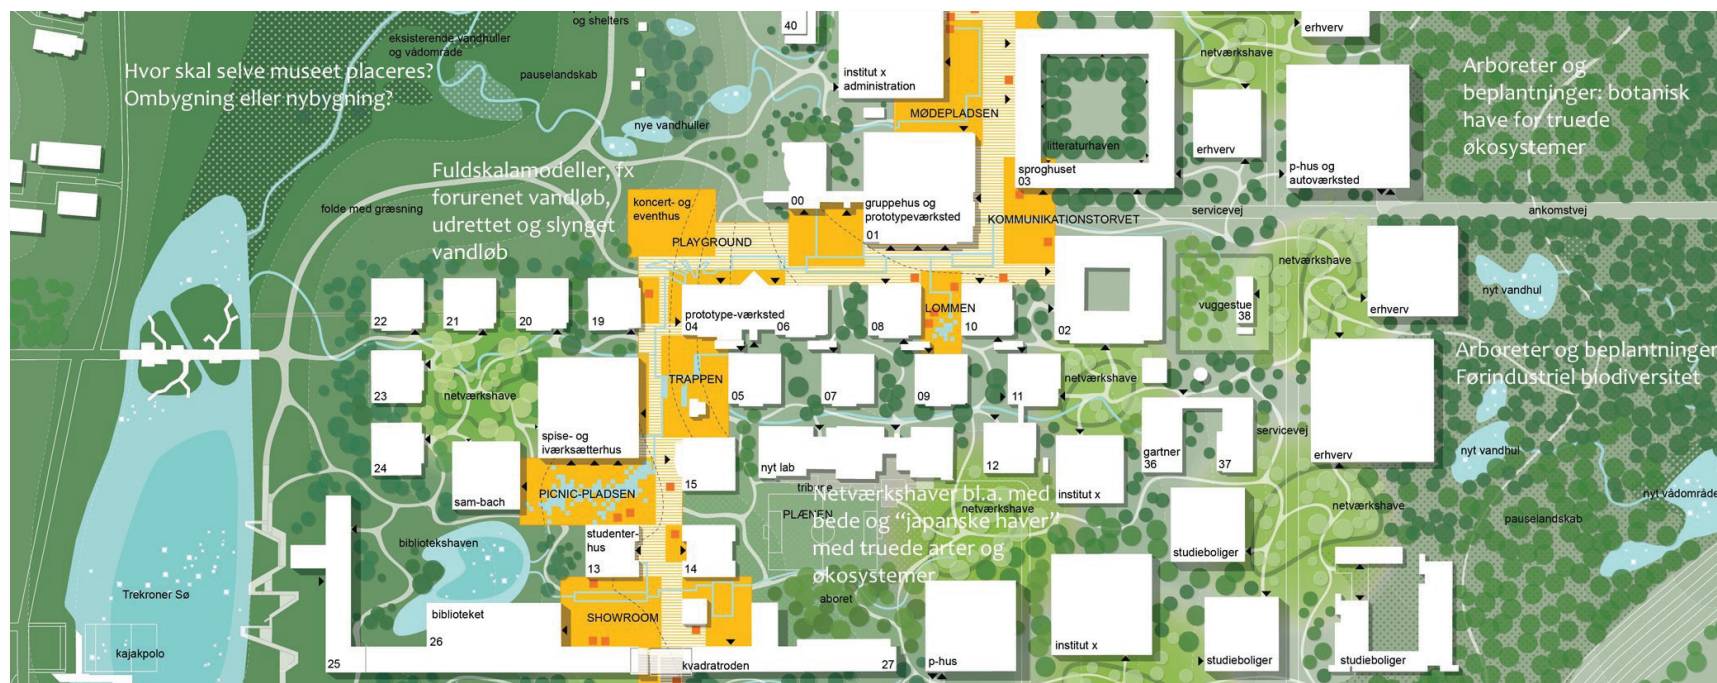 og shelters
40
erhverv
eksisterende vandhuller
og vådområde
netværkshave
Hvor skal selve museet placeres?
Ombygning eller nybygning?
pauselandskab
institut x
administration
Arboreter og
beplantninger: botanisk
have for truede
økosystemer
MØDEPLADSEN
nye vandhuller
litteraturhaven
erhverv
p-hus og
autoværksted
sproghuset
03
Fuldskalamodeller, fx
forurenet vandløb,
udrettet og slynget
vandløb
folde med græsning
koncert- og
eventhus
00
gruppehus og
prototypeværksted
01
KOMMUNIKATIONSTORVET
servicevej
ankomstvej
PLAYGROUND
netværkshave
nyt vandhul
erhverv
vuggestue
38
22
21
20
19
prototype-værksted
04
06
08
LOMMEN
10
02
Arboreter og beplantninger
Førindustriel biodiversitet
TRAPPEN
netværkshave
23
netværkshave
05
07
09
11
spise- og
iværksætterhus
servicevej
gartner
36
37
erhverv
nyt vandhul
24
sam-bach
15
nyt lab
12
institut x
PICNIC-PLADSEN
tribune
PLÆNEN
Netværkshaver bl.a. med
bede og “japanske haver”
med truede arter og
økosystemer
netværkshave
netværkshave
nyt vådområde
pauselandskab
bibliotekshaven
studenter-
hus
13
14
studieboliger
Trekroner Sø
aboret
biblioteket
26
SHOWROOM
kajakpolo
25
kvadratroden
27
p-hus
institut x
studieboliger
studieboliger